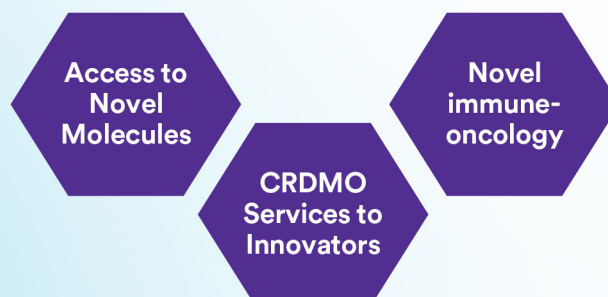 Access to
Novel
Molecules
CRDMO
Services to
Innovators
Novel
immune-
oncology